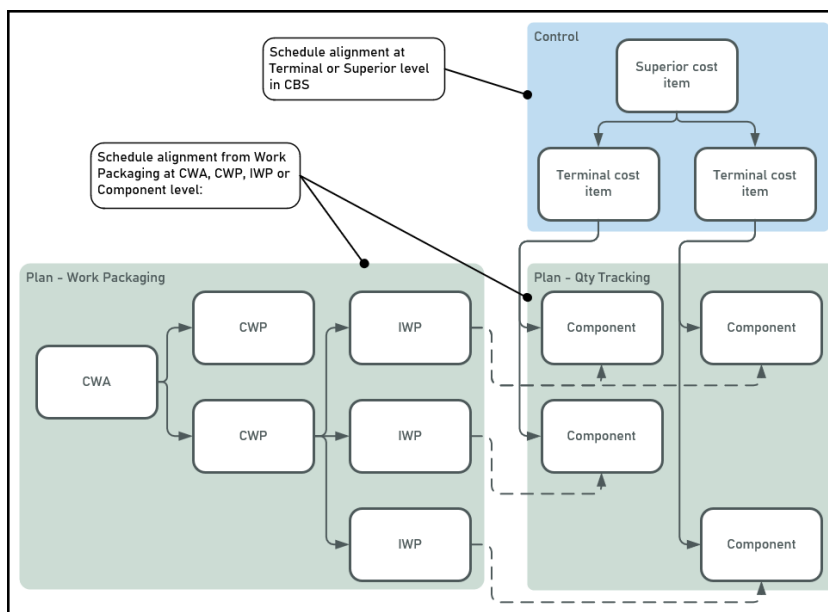 Schedule alignment at
Terminal or Superior level
in CBS
Control
Superior cost
item
Schedule alignment from Work
Packaging at CWA, CWP, IWP or
Component level:
Terminal cost
item
Terminal cost
item
Plan - Work Packaging
Plan - Qty Tracking
CWP
IWP
Component
Component
CWA
CWP
IWP
Component
IWP
Component